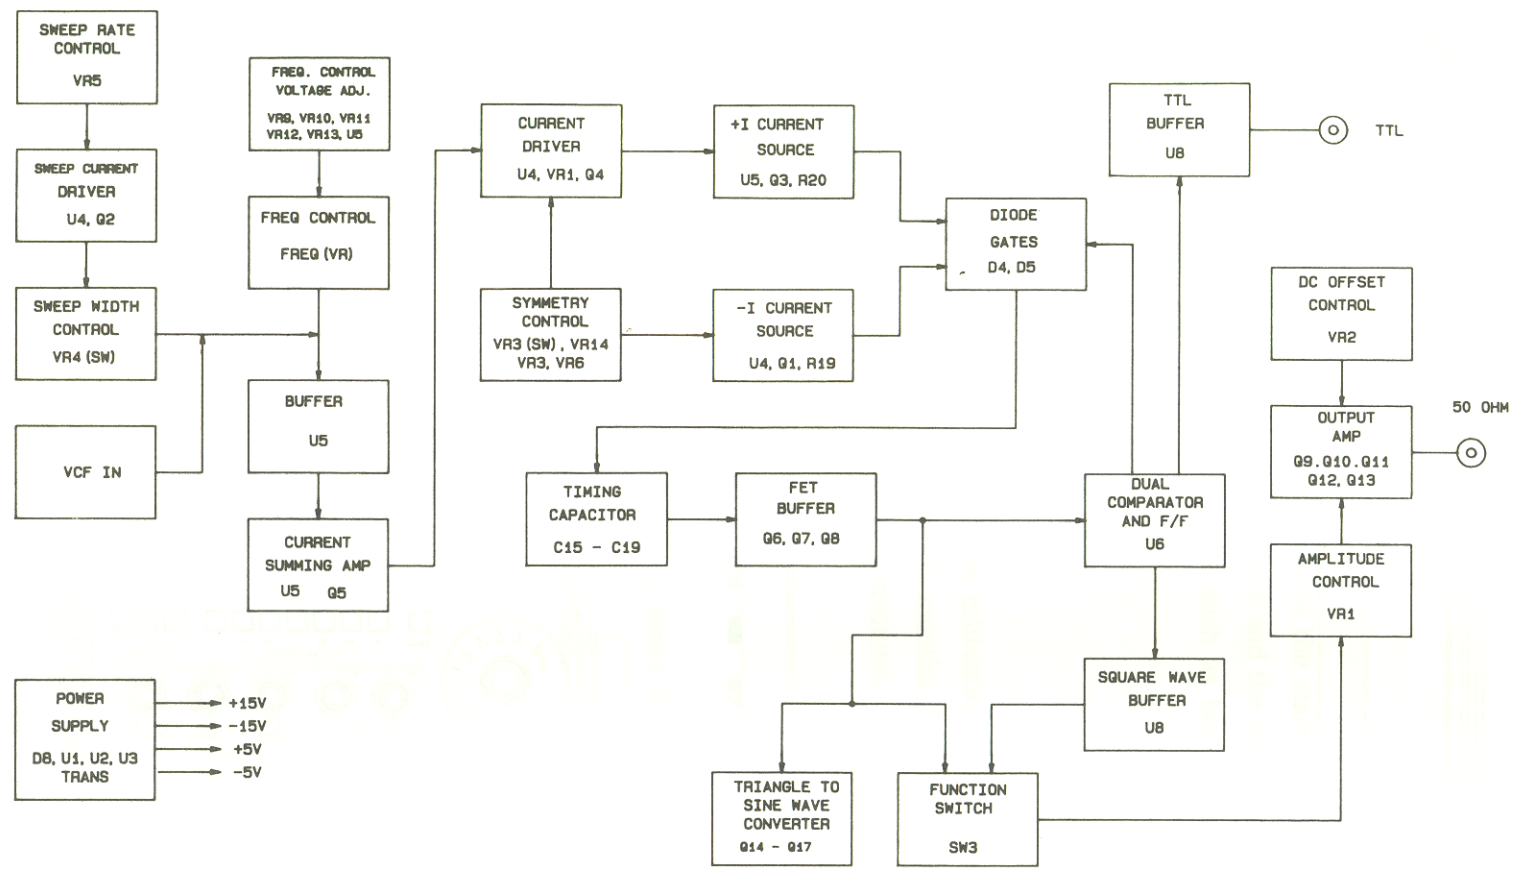 SWEEP RATE
CONTROL
VR5
SWEEP CURRENT
DRIVER
U4, Q2
SWEEP WIDTH
CONTROL
VR4 (SW)
VCF IN
FREQ. CONTROL
VOLTAGE ADJ.
VR9, VR10, VR11
VR12, VR13, U5
FREQ CONTROL
FREQ (VR)
BUFFER
U5
CURRENT
SUMMING AMP
U5 Q5
CURRENT
DRIVER
U4, VR1, Q4
SYMMETRY
CONTROL
VR3 (SW), VR14
VR3, VR6
+I CURRENT
SOURCE
U5, Q3, R20
-I CURRENT
SOURCE
U4, Q1, R19
DIODE
GATES
D4, D5
TTL
BUFFER
U8
TTL
DC OFFSET
CONTROL
VR2
OUTPUT
AMP
Q9.Q10.Q11
Q12, Q13
50 OHM
AMPLITUDE
CONTROL
VR1
TIMING
CAPACITOR
C15 - C19
FET
BUFFER
Q6, Q7, Q8
DUAL
COMPARATOR
AND F/F
U6
SQUARE WAVE
BUFFER
U8
POWER
SUPPLY
D8, U1, U2, U3
TRANS
+15V
-15V
+5V
-5V
TRIANGLE TO
SINE WAVE
CONVERTER
Q14 - Q17
FUNCTION
SWITCH
SW3